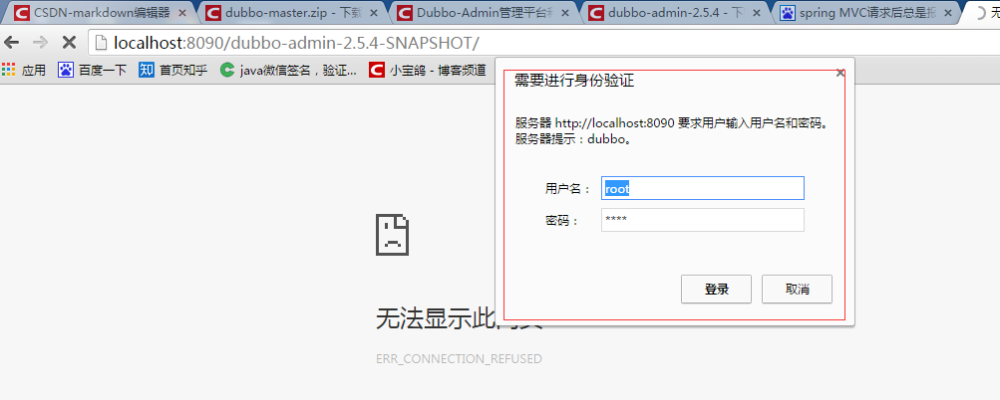 CSDN-markdown编辑器
dubbo-master.zip - 下载
Dubbo-Admin管理平台和
dubbo-admin-2.5.4 - 下
spring MVC请求后总是报
无
localhost:8090/dubbo-admin-2.5.4-SNAPSHOT/
应用
百度一下
知 首页知乎
java微信签名，验证...
小宝鸽 - 博客频道
需要进行身份验证
服务器 http://localhost:8090 要求用户输入用户名和密码。
服务器提示：dubbo。
用户名： root
密码： ****
登录 取消
无法显示此网页
ERR_CONNECTION_REFUSED